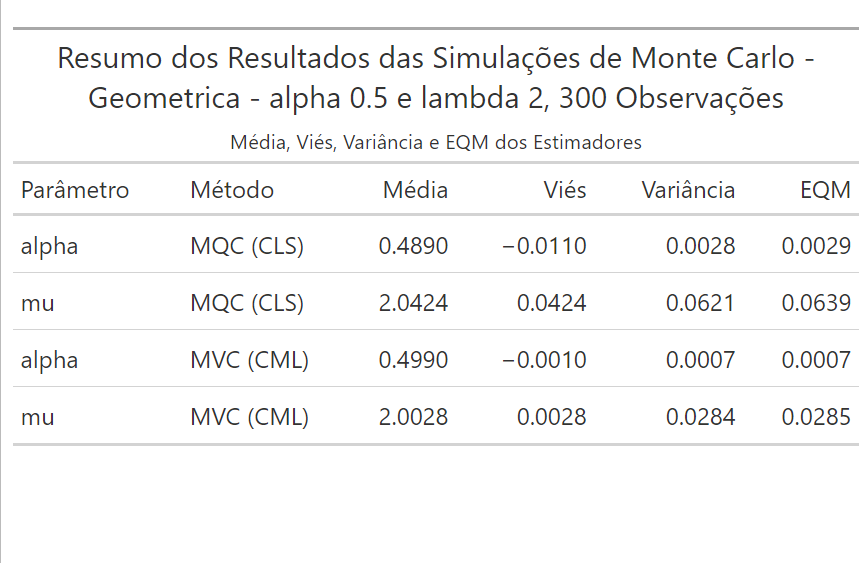 Resumo dos Resultados das Simulações de Monte Carlo -
Geometrica - alpha 0.5 e lambda 2, 300 Observações
Média, Viés, Variância e EQM dos Estimadores
Parâmetro Método Média Viés Variância EQM
alpha MQC (CLS) 0.4890 −0.0110 0.0028 0.0029
mu MQC (CLS) 2.0424 0.0424 0.0621 0.0639
alpha MVC (CML) 0.4990 −0.0010 0.0007 0.0007
mu MVC (CML) 2.0028 0.0028 0.0284 0.0285